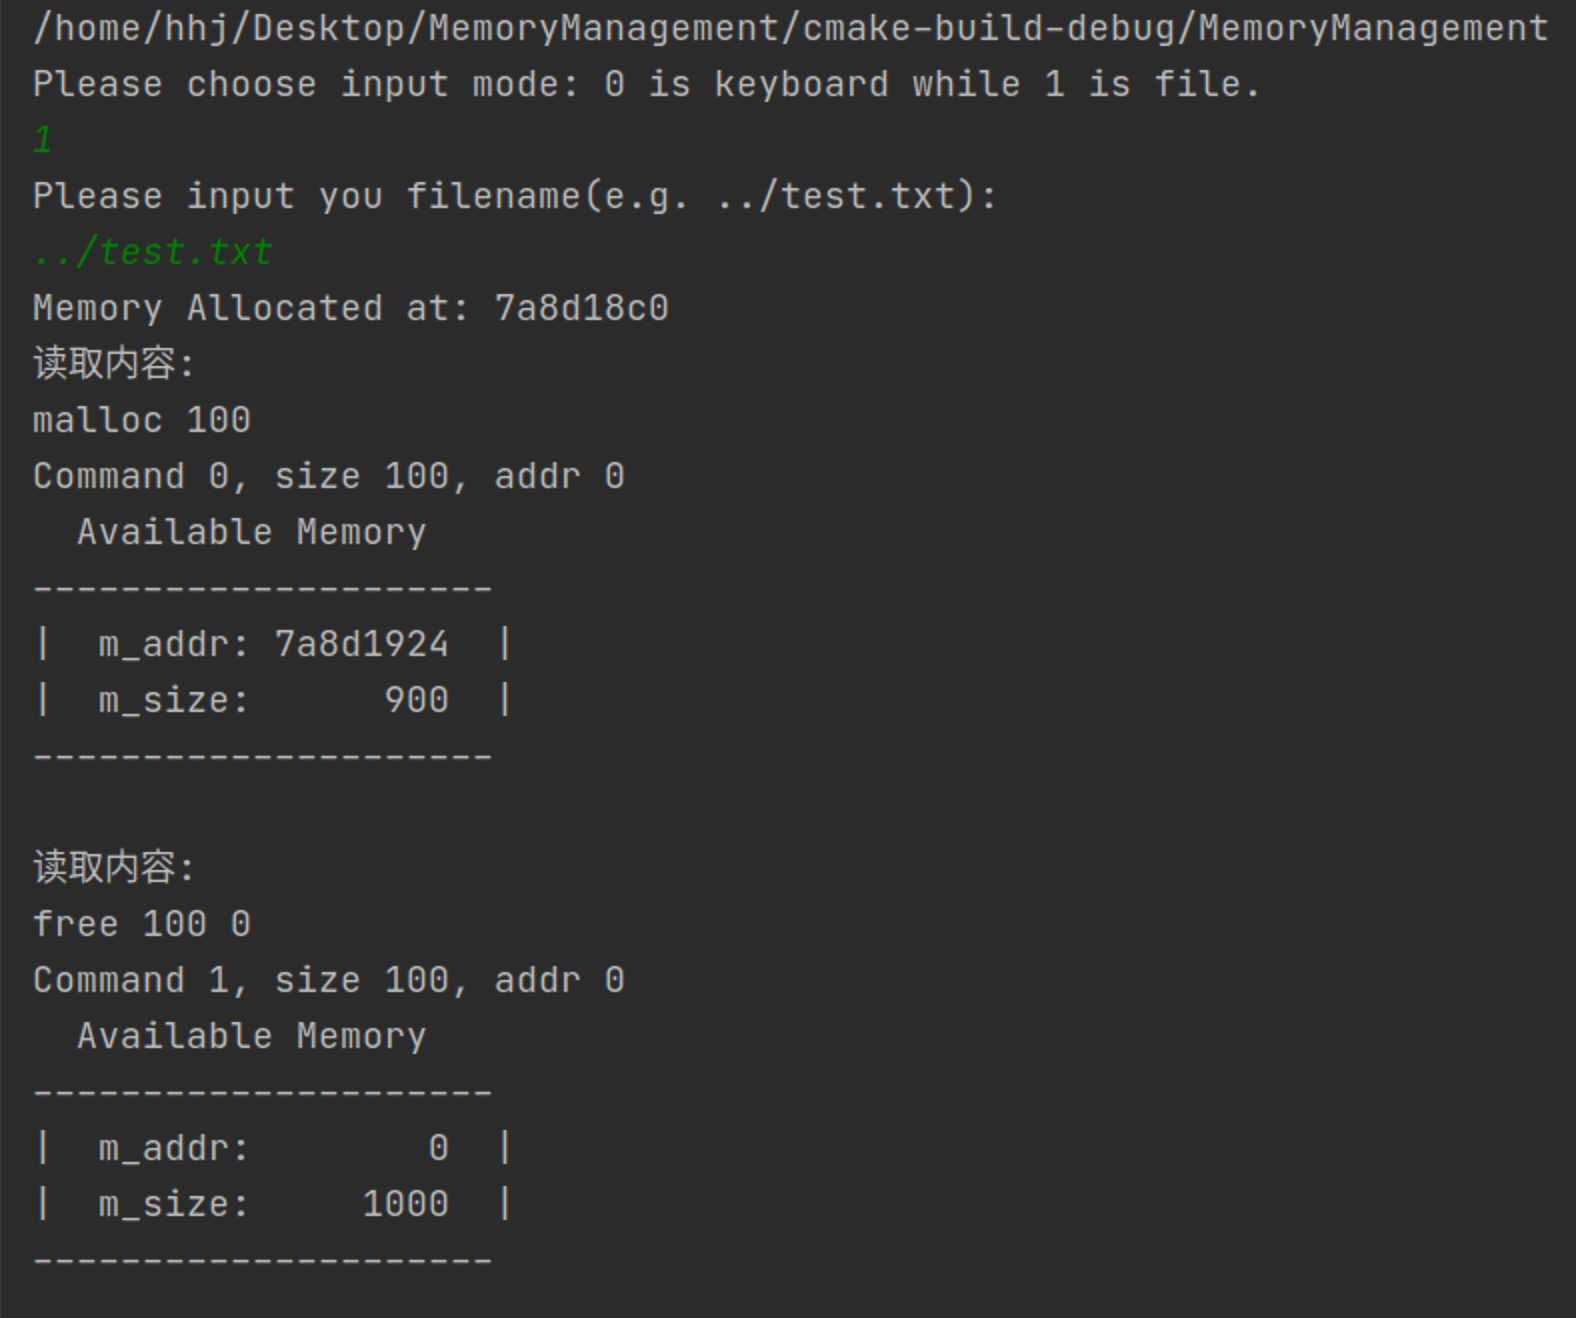 /home/hhj/Desktop/MemoryManagement/cmake-build-debug/MemoryManagement
Please choose input mode: 0 is keyboard while 1 is file.
1
Please input you filename(e.g. ../test.txt):
../test.txt
Memory Allocated at: 7a8d18c0
读取内容:
malloc 100
Command 0, size 100, addr 0
  Available Memory
---------------------
|  m_addr: 7a8d1924  |
|  m_size:      900  |
---------------------

读取内容:
free 100 0
Command 1, size 100, addr 0
  Available Memory
---------------------
|  m_addr:        0  |
|  m_size:     1000  |
---------------------